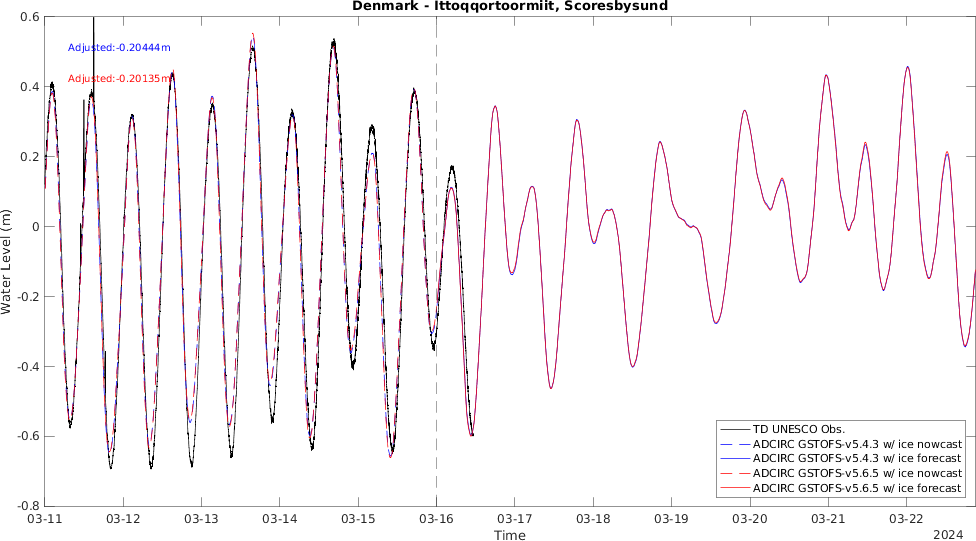 Denmark - Ittoqqortoormiit, Scoresbysund
Water Level (m)
0.6
0.4
0.2
0
-0.2
-0.4
-0.6
-0.8
Adjusted:-0.20444m
Adjusted:-0.20135m
TD UNESCO Obs.
ADCIRC GSTOFS-v5.4.3 w/ ice nowcast
ADCIRC GSTOFS-v5.4.3 w/ ice forecast
ADCIRC GSTOFS-v5.6.5 w/ ice nowcast
ADCIRC GSTOFS-v5.6.5 w/ ice forecast
03-11 03-12 03-13 03-14 03-15 03-16 03-17 03-18 03-19 03-20 03-21 03-22
Time
2024